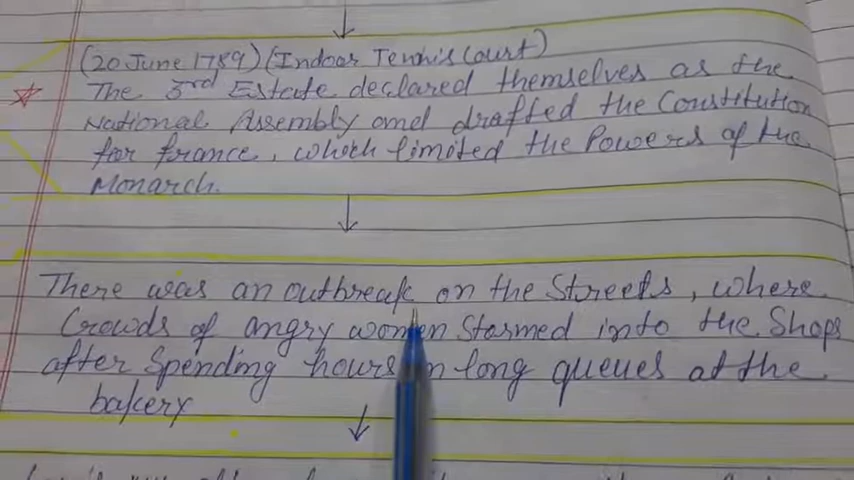 (20 June 1789) (Indoor Tennis Court)
The 3rd Estate declared themselves as the
National Assembly and drafted the Constitution
for france, which limited the Powers of the
Monarch.
There was an outbreak on the Streets, where
Crowds of angry women Stormed into the Shops
after Spending hours in long queues at the
bakery